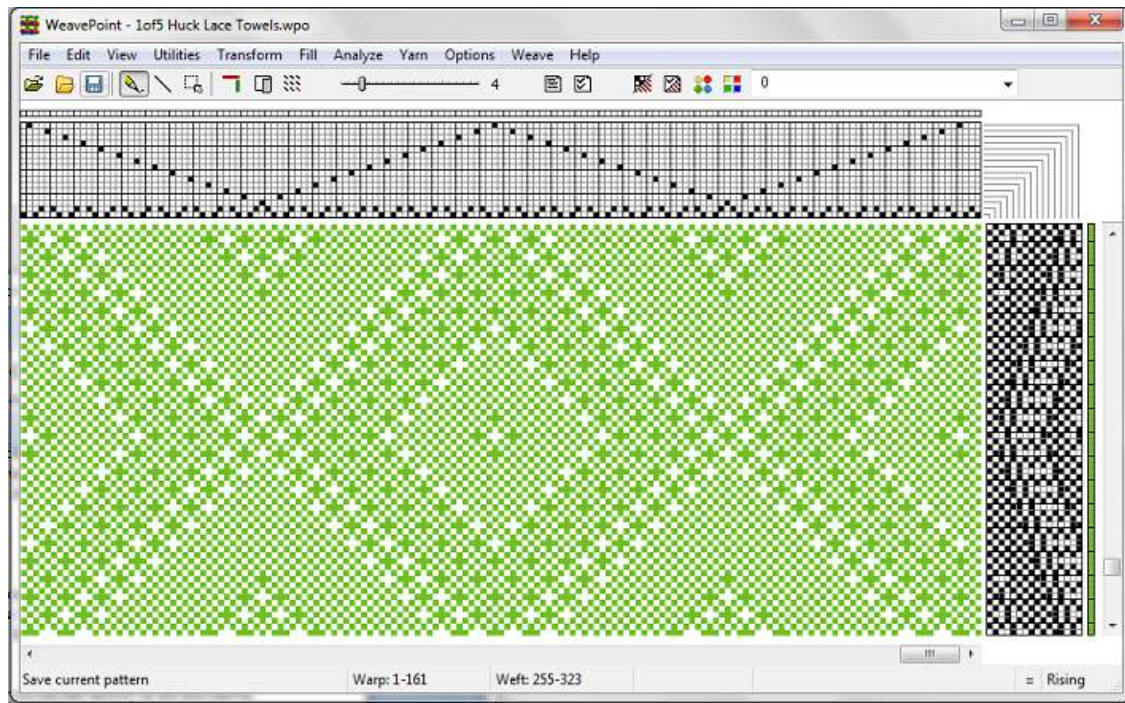 WeavePoint - 1of5 Huck Lace Towels.wpo
File Edit View Utilities Transform Fill Analyze Yarn Options Weave Help
4 0
Save current pattern Warp: 1-161 Weft: 255-323 = Rising